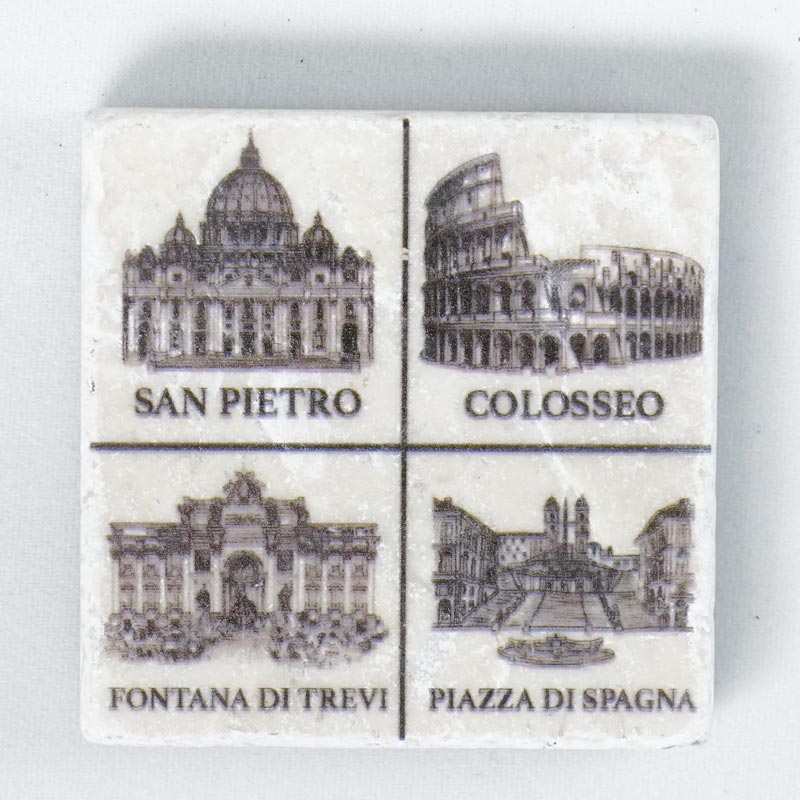 SAN PIETRO
COLOSSEO
FONTANA DI TREVI
PIAZZA DI SPAGNA